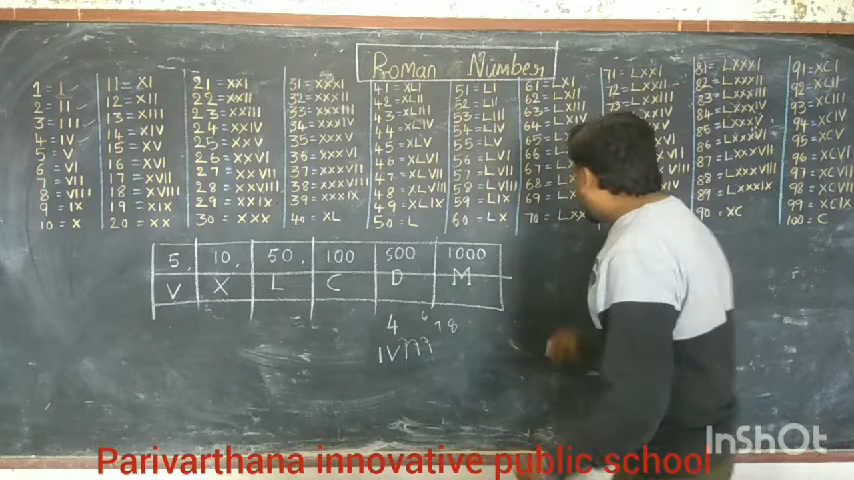 Roman Number
1 = I
2 = II
3 = III
4 = IV
5 = V
6 = VI
7 = VII
8 = VIII
9 = IX
10 = X
11 = XI
12 = XII
13 = XIII
14 = XIV
15 = XV
16 = XVI
17 = XVII
18 = XVIII
19 = XIX
20 = XX
21 = XXI
22 = XXII
23 = XXIII
24 = XXIV
25 = XXV
26 = XXVI
27 = XXVII
28 = XXVIII
29 = XXIX
30 = XXX
31 = XXXI
32 = XXXII
33 = XXXIII
34 = XXXIV
35 = XXXV
36 = XXXVI
37 = XXXVII
38 = XXXVIII
39 = XXXIX
40 = XL
41 = XLI
42 = XLII
43 = XLIII
44 = XLIV
45 = XLV
46 = XLVI
47 = XLVII
48 = XLVIII
49 = XLIX
50 = L
51 = LI
52 = LII
53 = LIII
54 = LIV
55 = LV
56 = LVI
57 = LVII
58 = LVIII
59 = LIX
60 = LX
61 = LXI
62 = LXII
63 = LXIII
64 = LXIV
65 =
66 =
67 =
68 =
69 =
70 =
71 = LXXI
72 = LXXII
81 = LXXXI
82 = LXXXII
83 = LXXXIII
84 = LXXXIV
85 = LXXXV
86 = LXXXVI
87 = LXXXVII
88 = LXXXVIII
89 = LXXXIX
90 = XC
91 = XCI
92 = XCII
93 = XCIII
94 = XCIV
95 = XCV
96 = XCVI
97 = XCVII
98 = XCVIII
99 = XCIX
100 = C
5 10 50 100 500 1000
V X L C D M
4 6 7 8
IVIII
Parivarthana innovative public school
InShOt